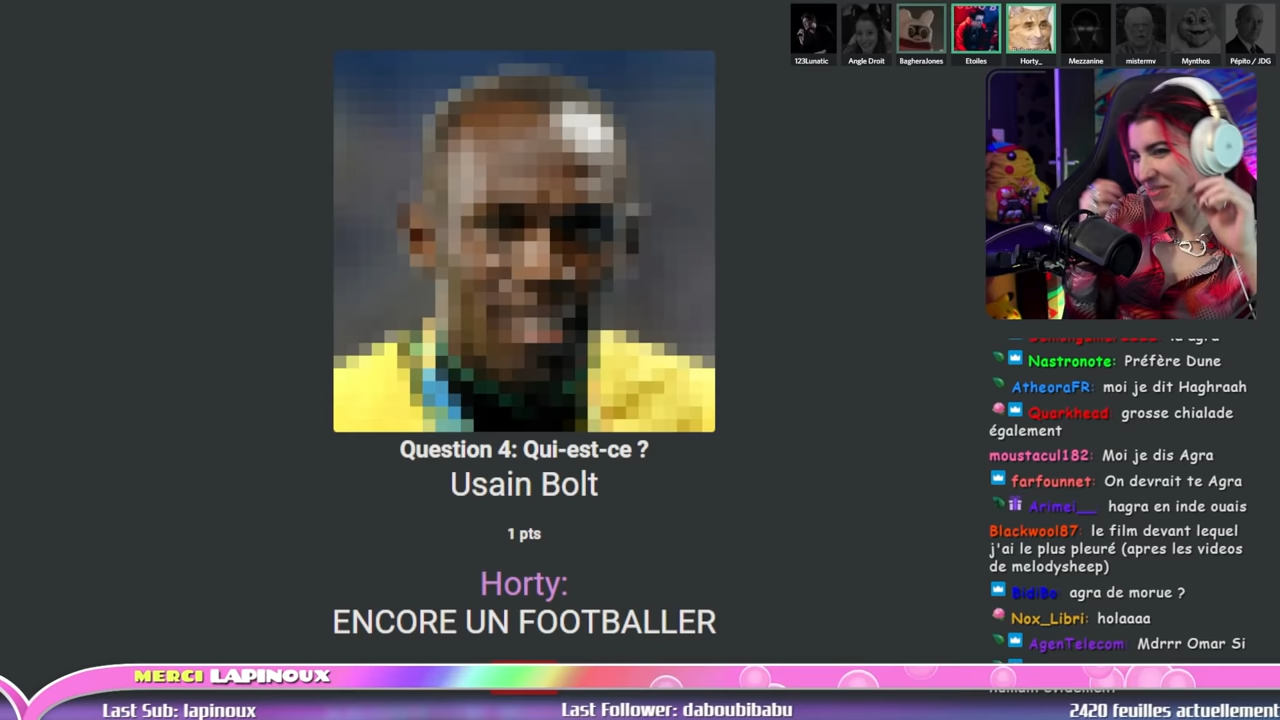 123Lunatic
Angle Droit
BagheraJones
Etoiles
Horty_
Mezzanine
mistermv
Mynthos
Pépito / JDG
Question 4: Qui-est-ce ?
Usain Bolt
1 pts
Horty:
ENCORE UN FOOTBALLER
Nastronote: Préfère Dune
AtheoraFR: moi je dit Haghraah
Quarkhead grosse chialade
également
moustacul182: Moi je dis Agra
farfounnet: On devrait te Agra
Arimei__ hagra en inde ouais
Blackwool87: le film devant lequel
j'ai le plus pleuré (apres les videos
de melodysheep)
BidiBo agra de morue ?
Nox_Libri: holaaaa
AgenTelecom: Mdrrr Omar Si
MERCI LAPINOUX
Last Sub: lapinoux
Last Follower: daboubibabu
2420 feuilles actuellement